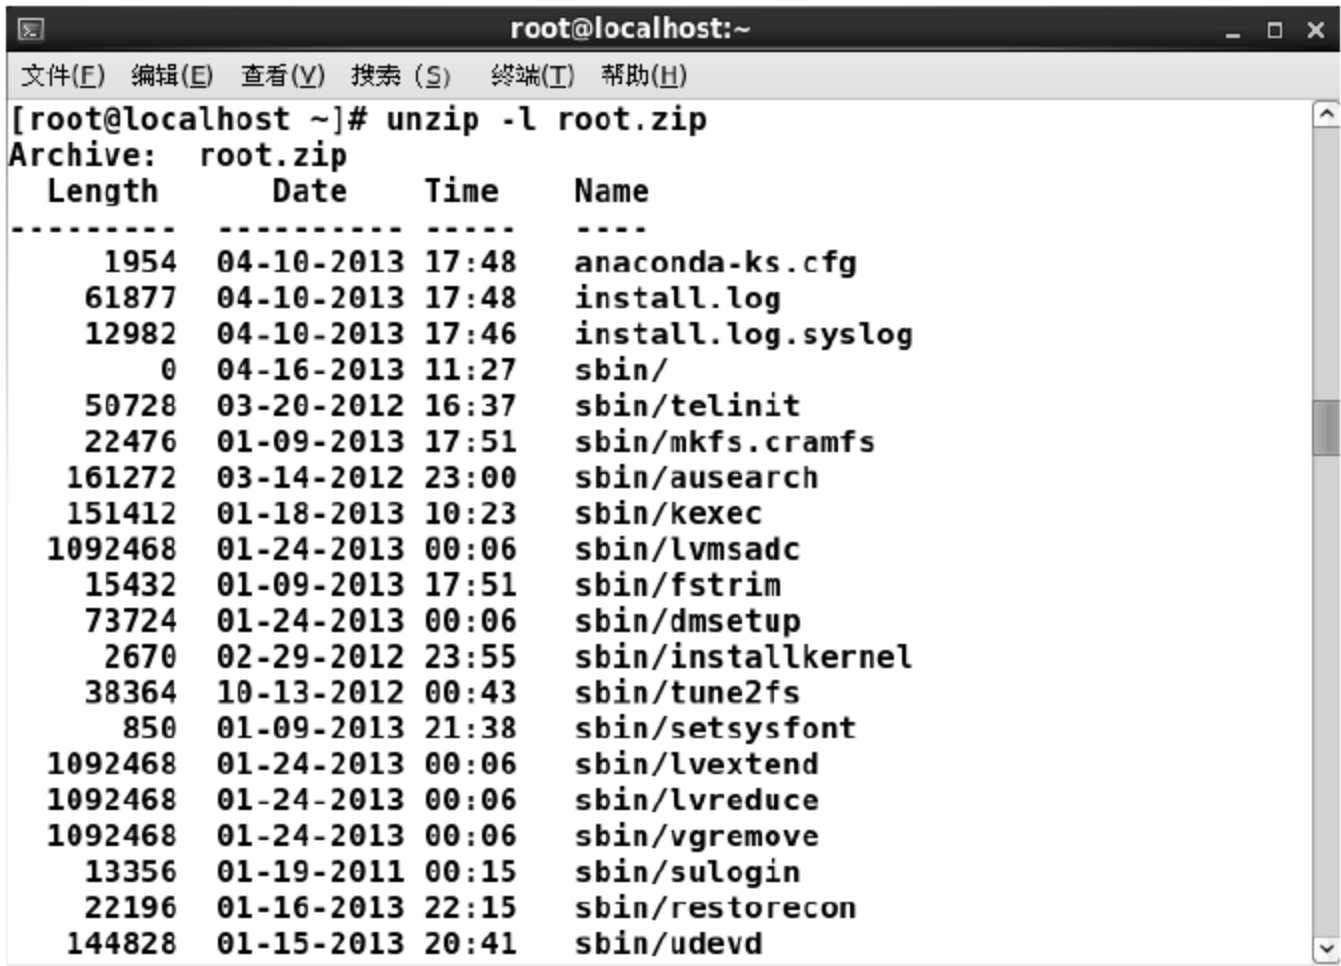 root@localhost:~
文件(F) 编辑(E) 查看(V) 搜索 (S) 终端(T) 帮助(H)
[root@localhost ~]# unzip -l root.zip
Archive:  root.zip
  Length      Date    Time    Name
---------  ---------- -----   ----
     1954  04-10-2013 17:48   anaconda-ks.cfg
    61877  04-10-2013 17:48   install.log
    12982  04-10-2013 17:46   install.log.syslog
        0  04-16-2013 11:27   sbin/
    50728  03-20-2012 16:37   sbin/telinit
    22476  01-09-2013 17:51   sbin/mkfs.cramfs
   161272  03-14-2012 23:00   sbin/ausearch
   151412  01-18-2013 10:23   sbin/kexec
  1092468  01-24-2013 00:06   sbin/lvmsadc
    15432  01-09-2013 17:51   sbin/fstrim
    73724  01-24-2013 00:06   sbin/dmsetup
     2670  02-29-2012 23:55   sbin/installkernel
    38364  10-13-2012 00:43   sbin/tune2fs
      850  01-09-2013 21:38   sbin/setsysfont
  1092468  01-24-2013 00:06   sbin/lvextend
  1092468  01-24-2013 00:06   sbin/lvreduce
  1092468  01-24-2013 00:06   sbin/vgremove
    13356  01-19-2011 00:15   sbin/sulogin
    22196  01-16-2013 22:15   sbin/restorecon
   144828  01-15-2013 20:41   sbin/udevd